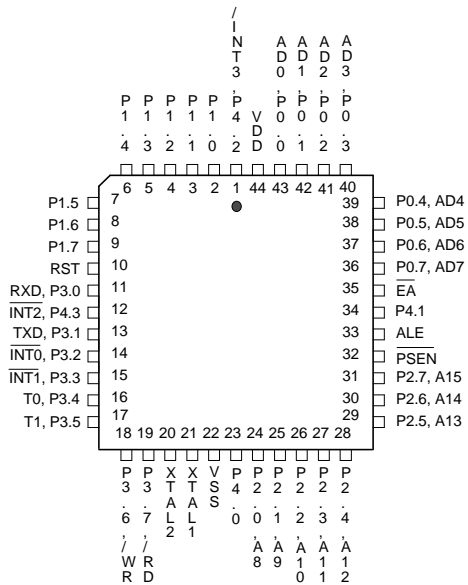 /INT3,P4.2
AD0,P0.0
AD1,P0.1
AD2,P0.2
AD3,P0.3
P1.4
P1.3
P1.2
P1.1
P1.0
VDD
6 5 4 3 2 1 44 43 42 41 40
P1.5 7
P1.6 8
P1.7 9
RST 10
RXD, P3.0 11
INT2, P4.3 12
TXD, P3.1 13
INT0, P3.2 14
INT1, P3.3 15
T0, P3.4 16
T1, P3.5 17
39 P0.4, AD4
38 P0.5, AD5
37 P0.6, AD6
36 P0.7, AD7
35 EA
34 P4.1
33 ALE
32 PSEN
31 P2.7, A15
30 P2.6, A14
29 P2.5, A13
18 19 20 21 22 23 24 25 26 27 28
P3.6,/WR
P3.7,/RD
XTAL2
XTAL1
VSS
P4.0
P2.0,A8
P2.1,A9
P2.2,A10
P2.3,A11
P2.4,A12